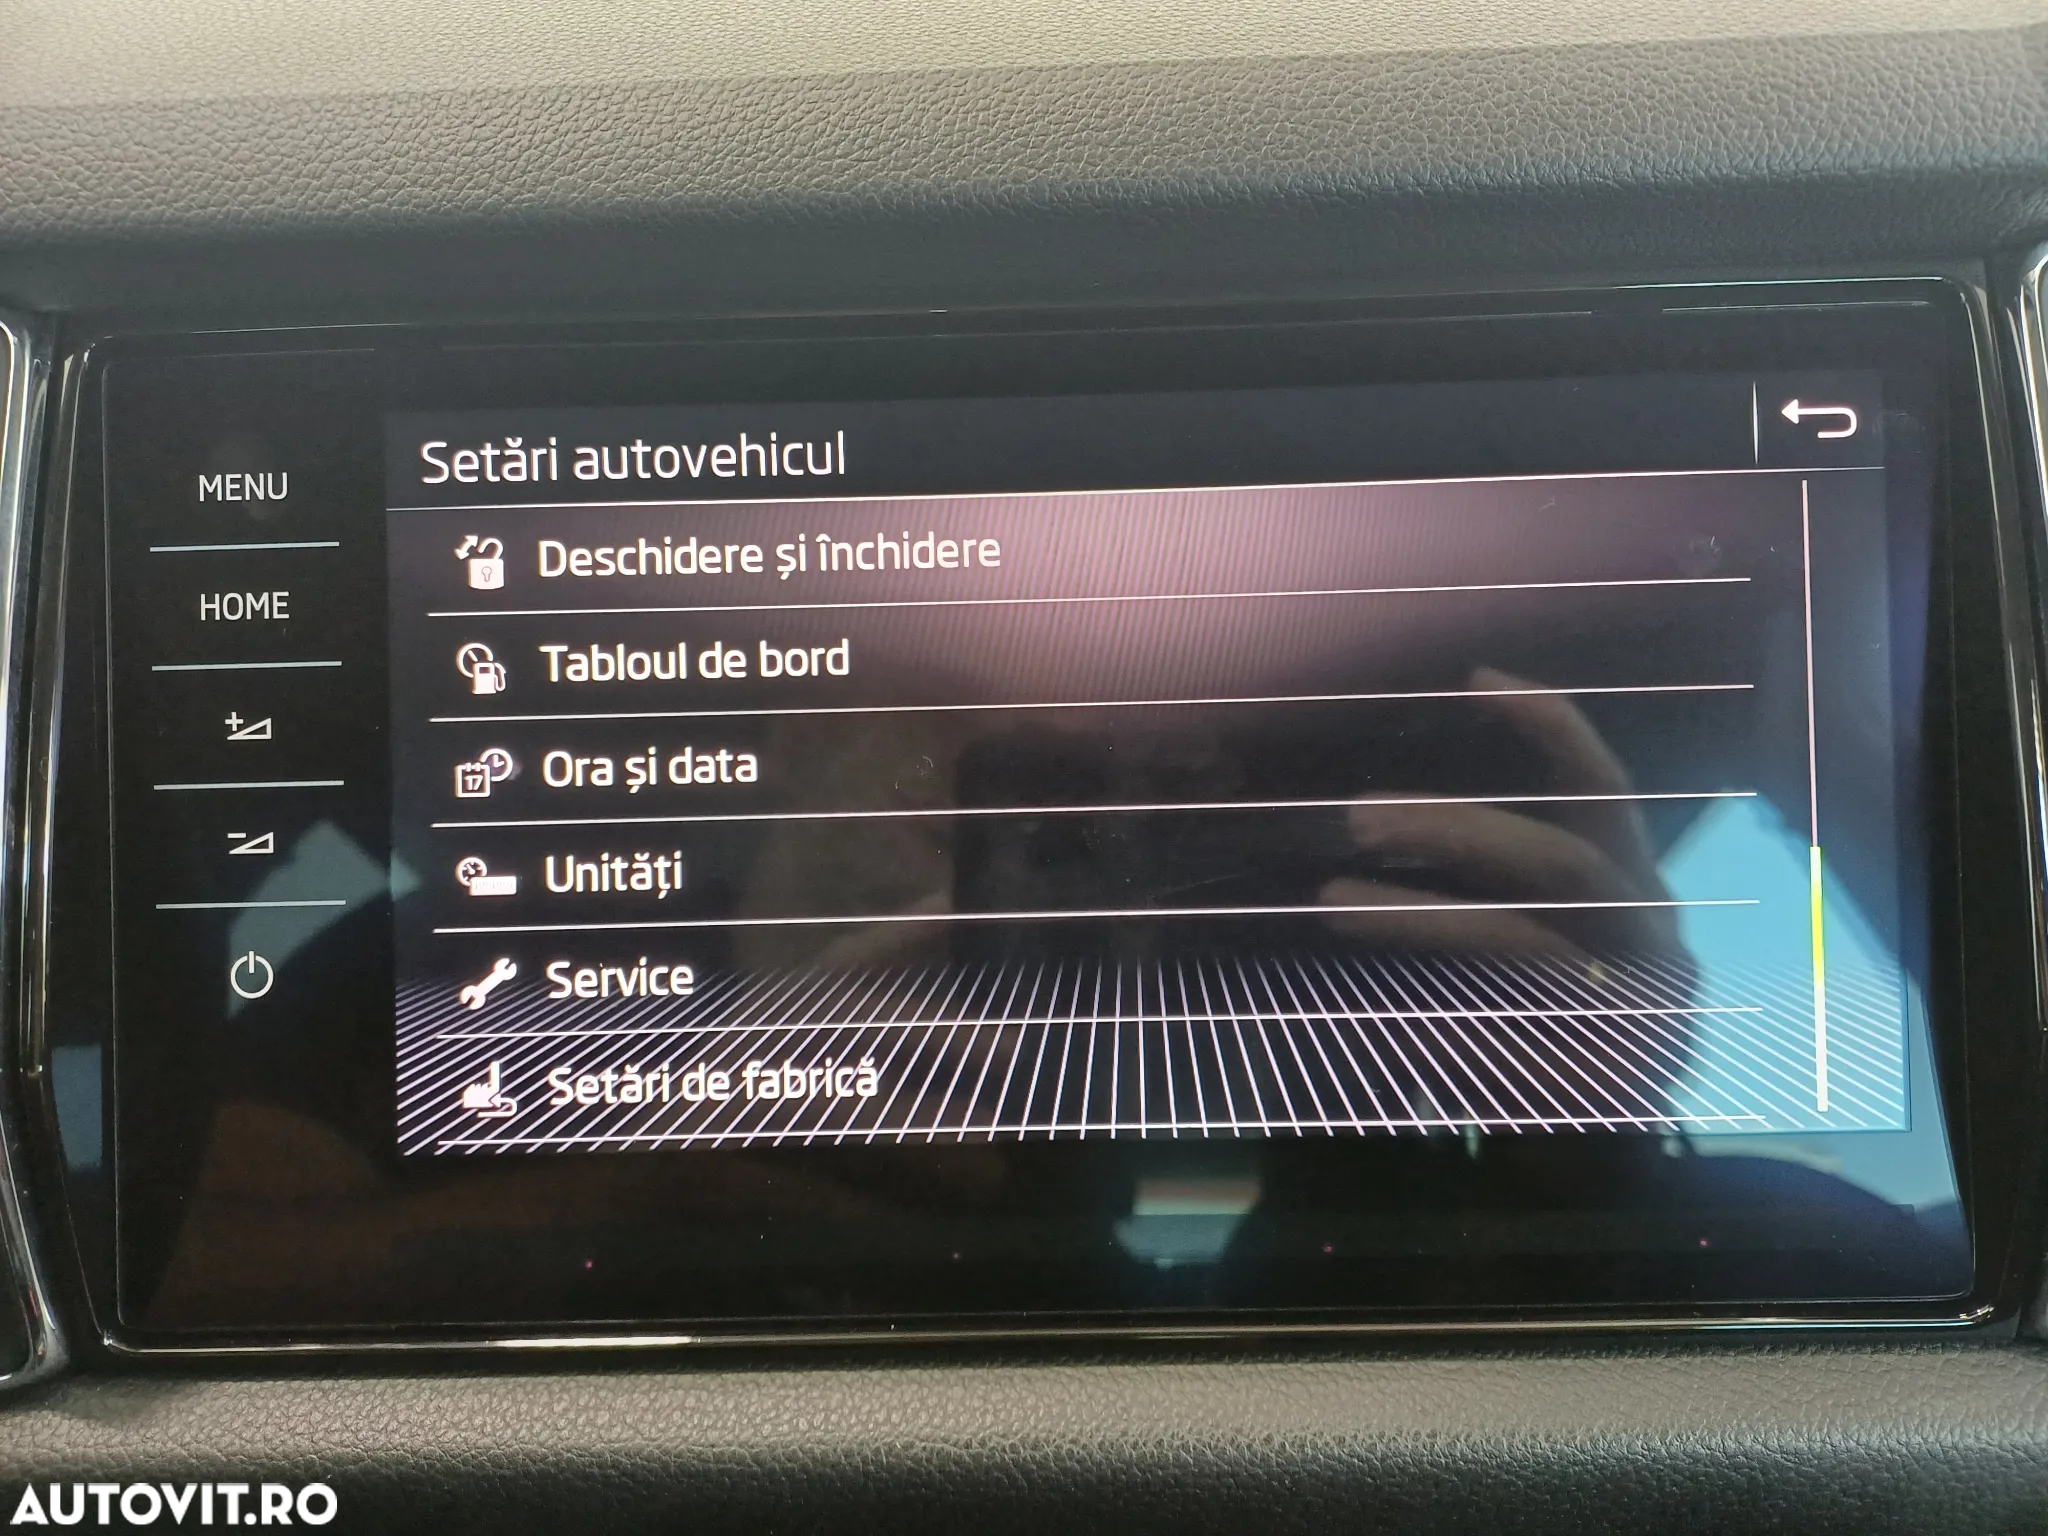 Setări autovehicul
MENU
HOME
Deschidere și închidere
Tabloul de bord
17
Ora și data
Unități
Service
Setări de fabrică
AUTOVIT.RO